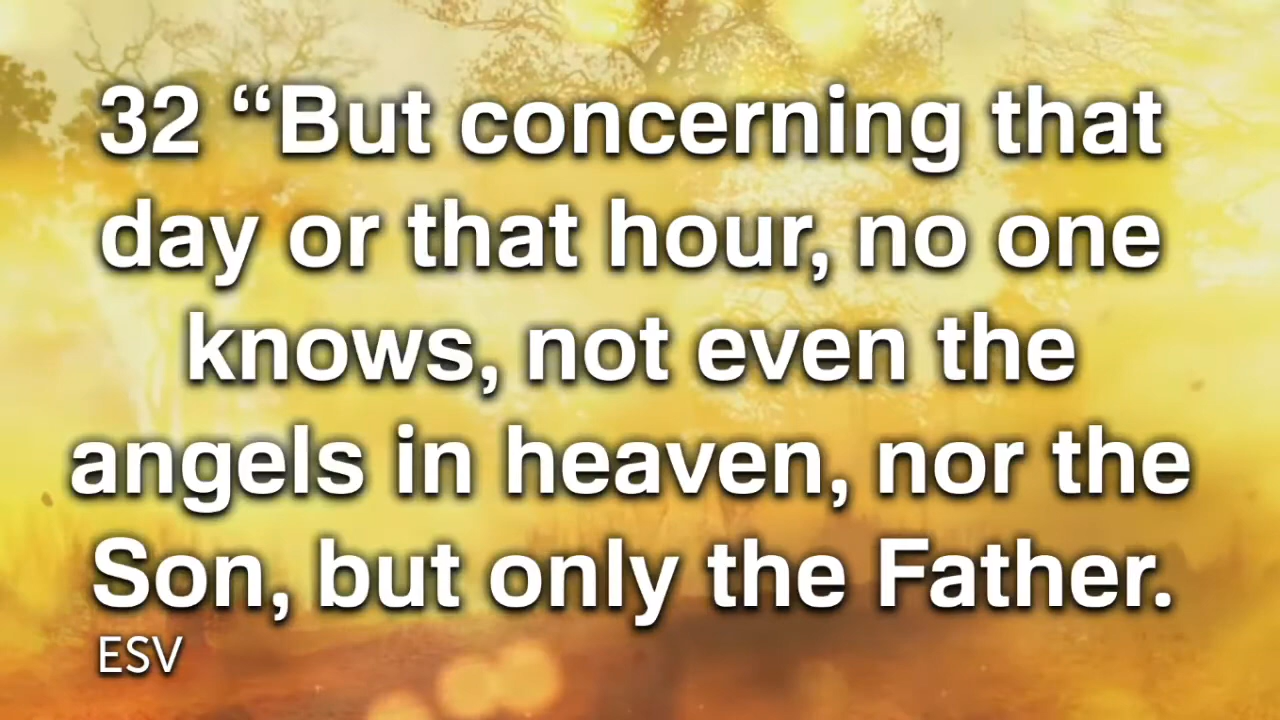 32 “But concerning that
day or that hour, no one
knows, not even the
angels in heaven, nor the
Son, but only the Father.
ESV